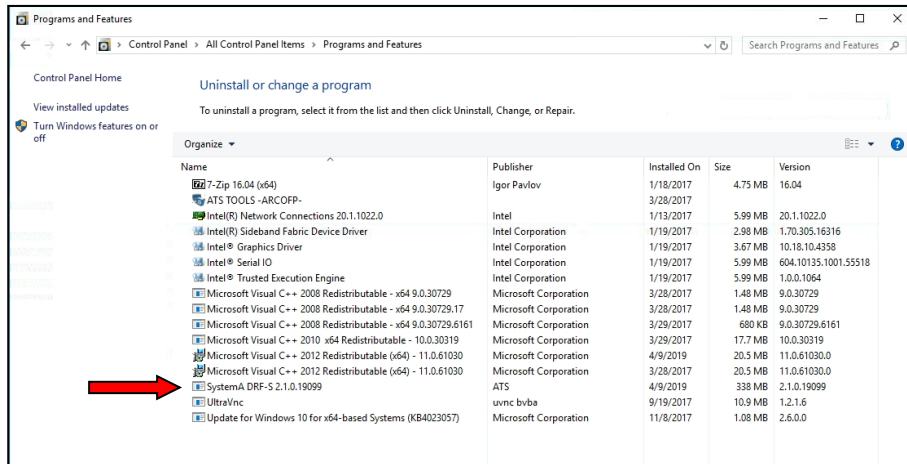 Programs and Features
Control Panel > All Control Panel Items > Programs and Features
Search Programs and Features
Control Panel Home
View installed updates
Turn Windows features on or off
Uninstall or change a program
To uninstall a program, select it from the list and then click Uninstall, Change, or Repair.
Organize
Name Publisher Installed On Size Version
7-Zip 16.04 (x64) Igor Pavlov 1/18/2017 4.75 MB 16.04
ATS TOOLS -ARCOFP- 3/28/2017
Intel(R) Network Connections 20.1.1022.0 Intel 1/13/2017 5.99 MB 20.1.1022.0
Intel(R) Sideband Fabric Device Driver Intel Corporation 1/19/2017 2.98 MB 1.70.305.16316
Intel® Graphics Driver Intel Corporation 1/19/2017 3.67 MB 10.18.10.4358
Intel® Serial IO Intel Corporation 1/19/2017 5.99 MB 604.10135.1001.55518
Intel® Trusted Execution Engine Intel Corporation 1/19/2017 5.99 MB 1.0.0.1064
Microsoft Visual C++ 2008 Redistributable - x64 9.0.30729 Microsoft Corporation 3/28/2017 1.48 MB 9.0.30729
Microsoft Visual C++ 2008 Redistributable - x64 9.0.30729.17 Microsoft Corporation 3/28/2017 1.48 MB 9.0.30729
Microsoft Visual C++ 2008 Redistributable - x64 9.0.30729.6161 Microsoft Corporation 3/29/2017 680 KB 9.0.30729.6161
Microsoft Visual C++ 2010 x64 Redistributable - 10.0.30319 Microsoft Corporation 3/29/2017 17.7 MB 10.0.30319
Microsoft Visual C++ 2012 Redistributable (x64) - 11.0.61030 Microsoft Corporation 4/9/2019 20.5 MB 11.0.61030.0
Microsoft Visual C++ 2012 Redistributable (x64) - 11.0.61030 Microsoft Corporation 3/28/2017 20.5 MB 11.0.61030.0
SystemA DRF-S 2.1.0.19099 ATS 4/9/2019 338 MB 2.1.0.19099
UltraVnc uvnc bvba 9/19/2017 10.9 MB 1.2.1.6
Update for Windows 10 for x64-based Systems (KB4023057) Microsoft Corporation 11/8/2017 1.08 MB 2.6.0.0